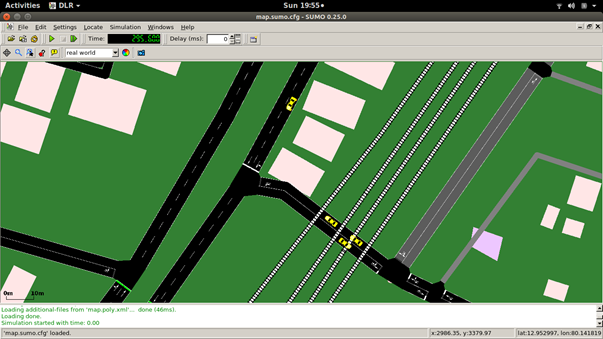 Activities DLR Sun 19:55
map.sumo.cfg - SUMO 0.25.0
File Edit Settings Locate Simulation Windows Help
Time: Delay (ms): 0
real world
0m 10m
Loading additional-files from 'map.poly.xml'... done (46ms).
Loading done.
Simulation started with time: 0.00
'map.sumo.cfg' loaded. x:2986.35, y:3379.97 lat:12.952997, lon:80.141819